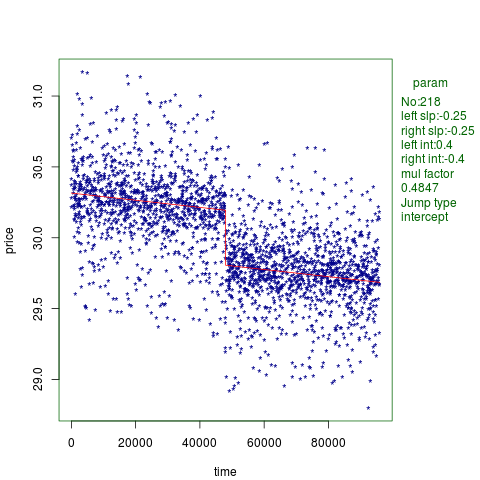 param
No:218
left slp:-0.25
right slp:-0.25
left int:0.4
right int:-0.4
mul factor
0.4847
Jump type
intercept
price
31.0
30.5
30.0
29.5
29.0
0 20000 40000 60000 80000
time